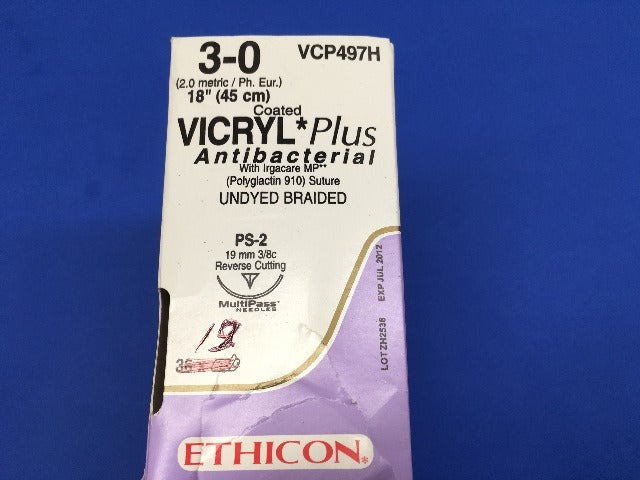 3-0 VCP497H
(2.0 metric / Ph. Eur.)
18" (45 cm)
Coated
VICRYL* Plus
Antibacterial
With Irgacare MP**
(Polyglactin 910) Suture
UNDYED BRAIDED
PS-2
19 mm 3/8c
Reverse Cutting
MultiPass*
NEEDLES
19
LOT ZH2538 EXP JUL 2012
ETHICON*